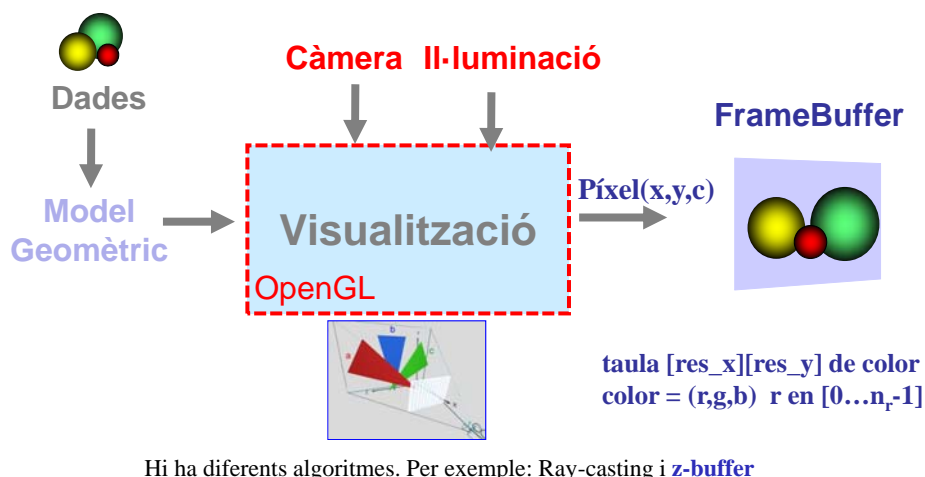 Càmera Il·luminació
Dades
FrameBuffer
Píxel(x,y,c)
Model
Geomètric
Visualització
OpenGL
a
b
c
x
taula [res_x][res_y] de color
color = (r,g,b) r en [0…nr-1]
Hi ha diferents algoritmes. Per exemple: Ray-casting i z-buffer